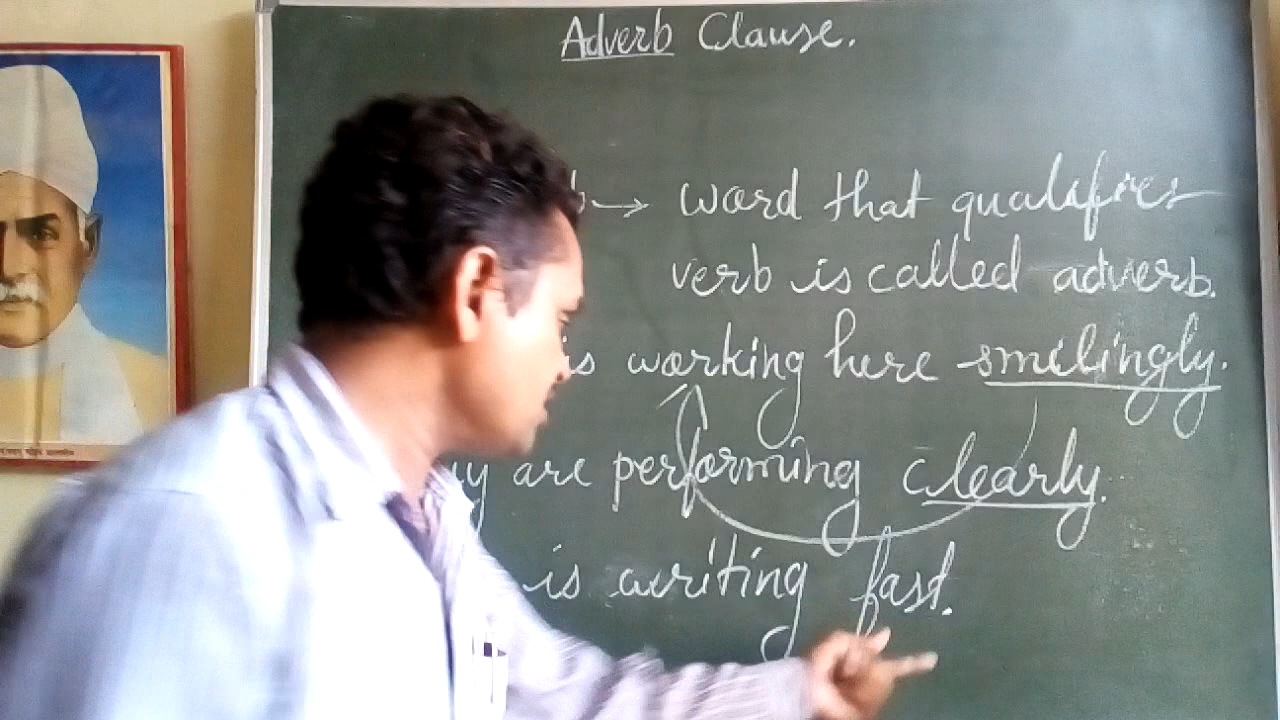 Adverb Clause.
→ word that qualifies
verb is called adverb.
is working here smilingly.
are performing clearly.
is writing fast.